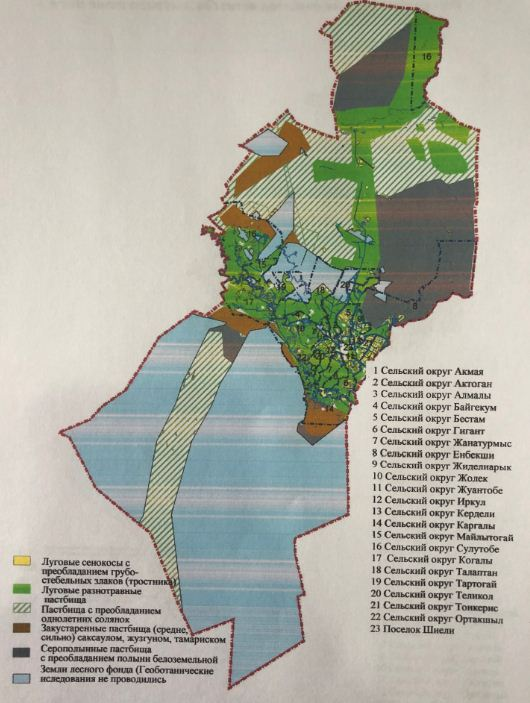 16
8
1 Сельский округ Акмая
2 Сельский округ Актоган
3 Сельский округ Алмалы
4 Сельский округ Байгекум
5 Сельский округ Бестам
6 Сельский округ Гигант
7 Сельский округ Жанатурмыс
8 Сельский округ Енбекши
9 Сельский округ Жиделиарык
10 Сельский округ Жолек
11 Сельский округ Жуантобе
12 Сельский округ Иркул
13 Сельский округ Кердели
14 Сельский округ Каргалы
15 Сельский округ Майлытогай
16 Сельский округ Сулутобе
17 Сельский округ Когалы
18 Сельский округ Талаптан
19 Сельский округ Тартогай
20 Сельский округ Теликол
21 Сельский округ Тонкерис
22 Сельский округ Ортакшыл
23 Поселок Шиели
Луговые сенокосы с
преобладанием грубо-
стебельных злаков (тростника)
Луговые разнотравные
пастбища
Пастбища с преобладанием
однолетних солянок
Закустаренные пастбища (средне,
сильно) саксаулом, жузгуном, тамариском
Серополынные пастбища
с преобладанием полыни белоземельной
Земли лесного фонда (Геоботанические
иследования не проводились